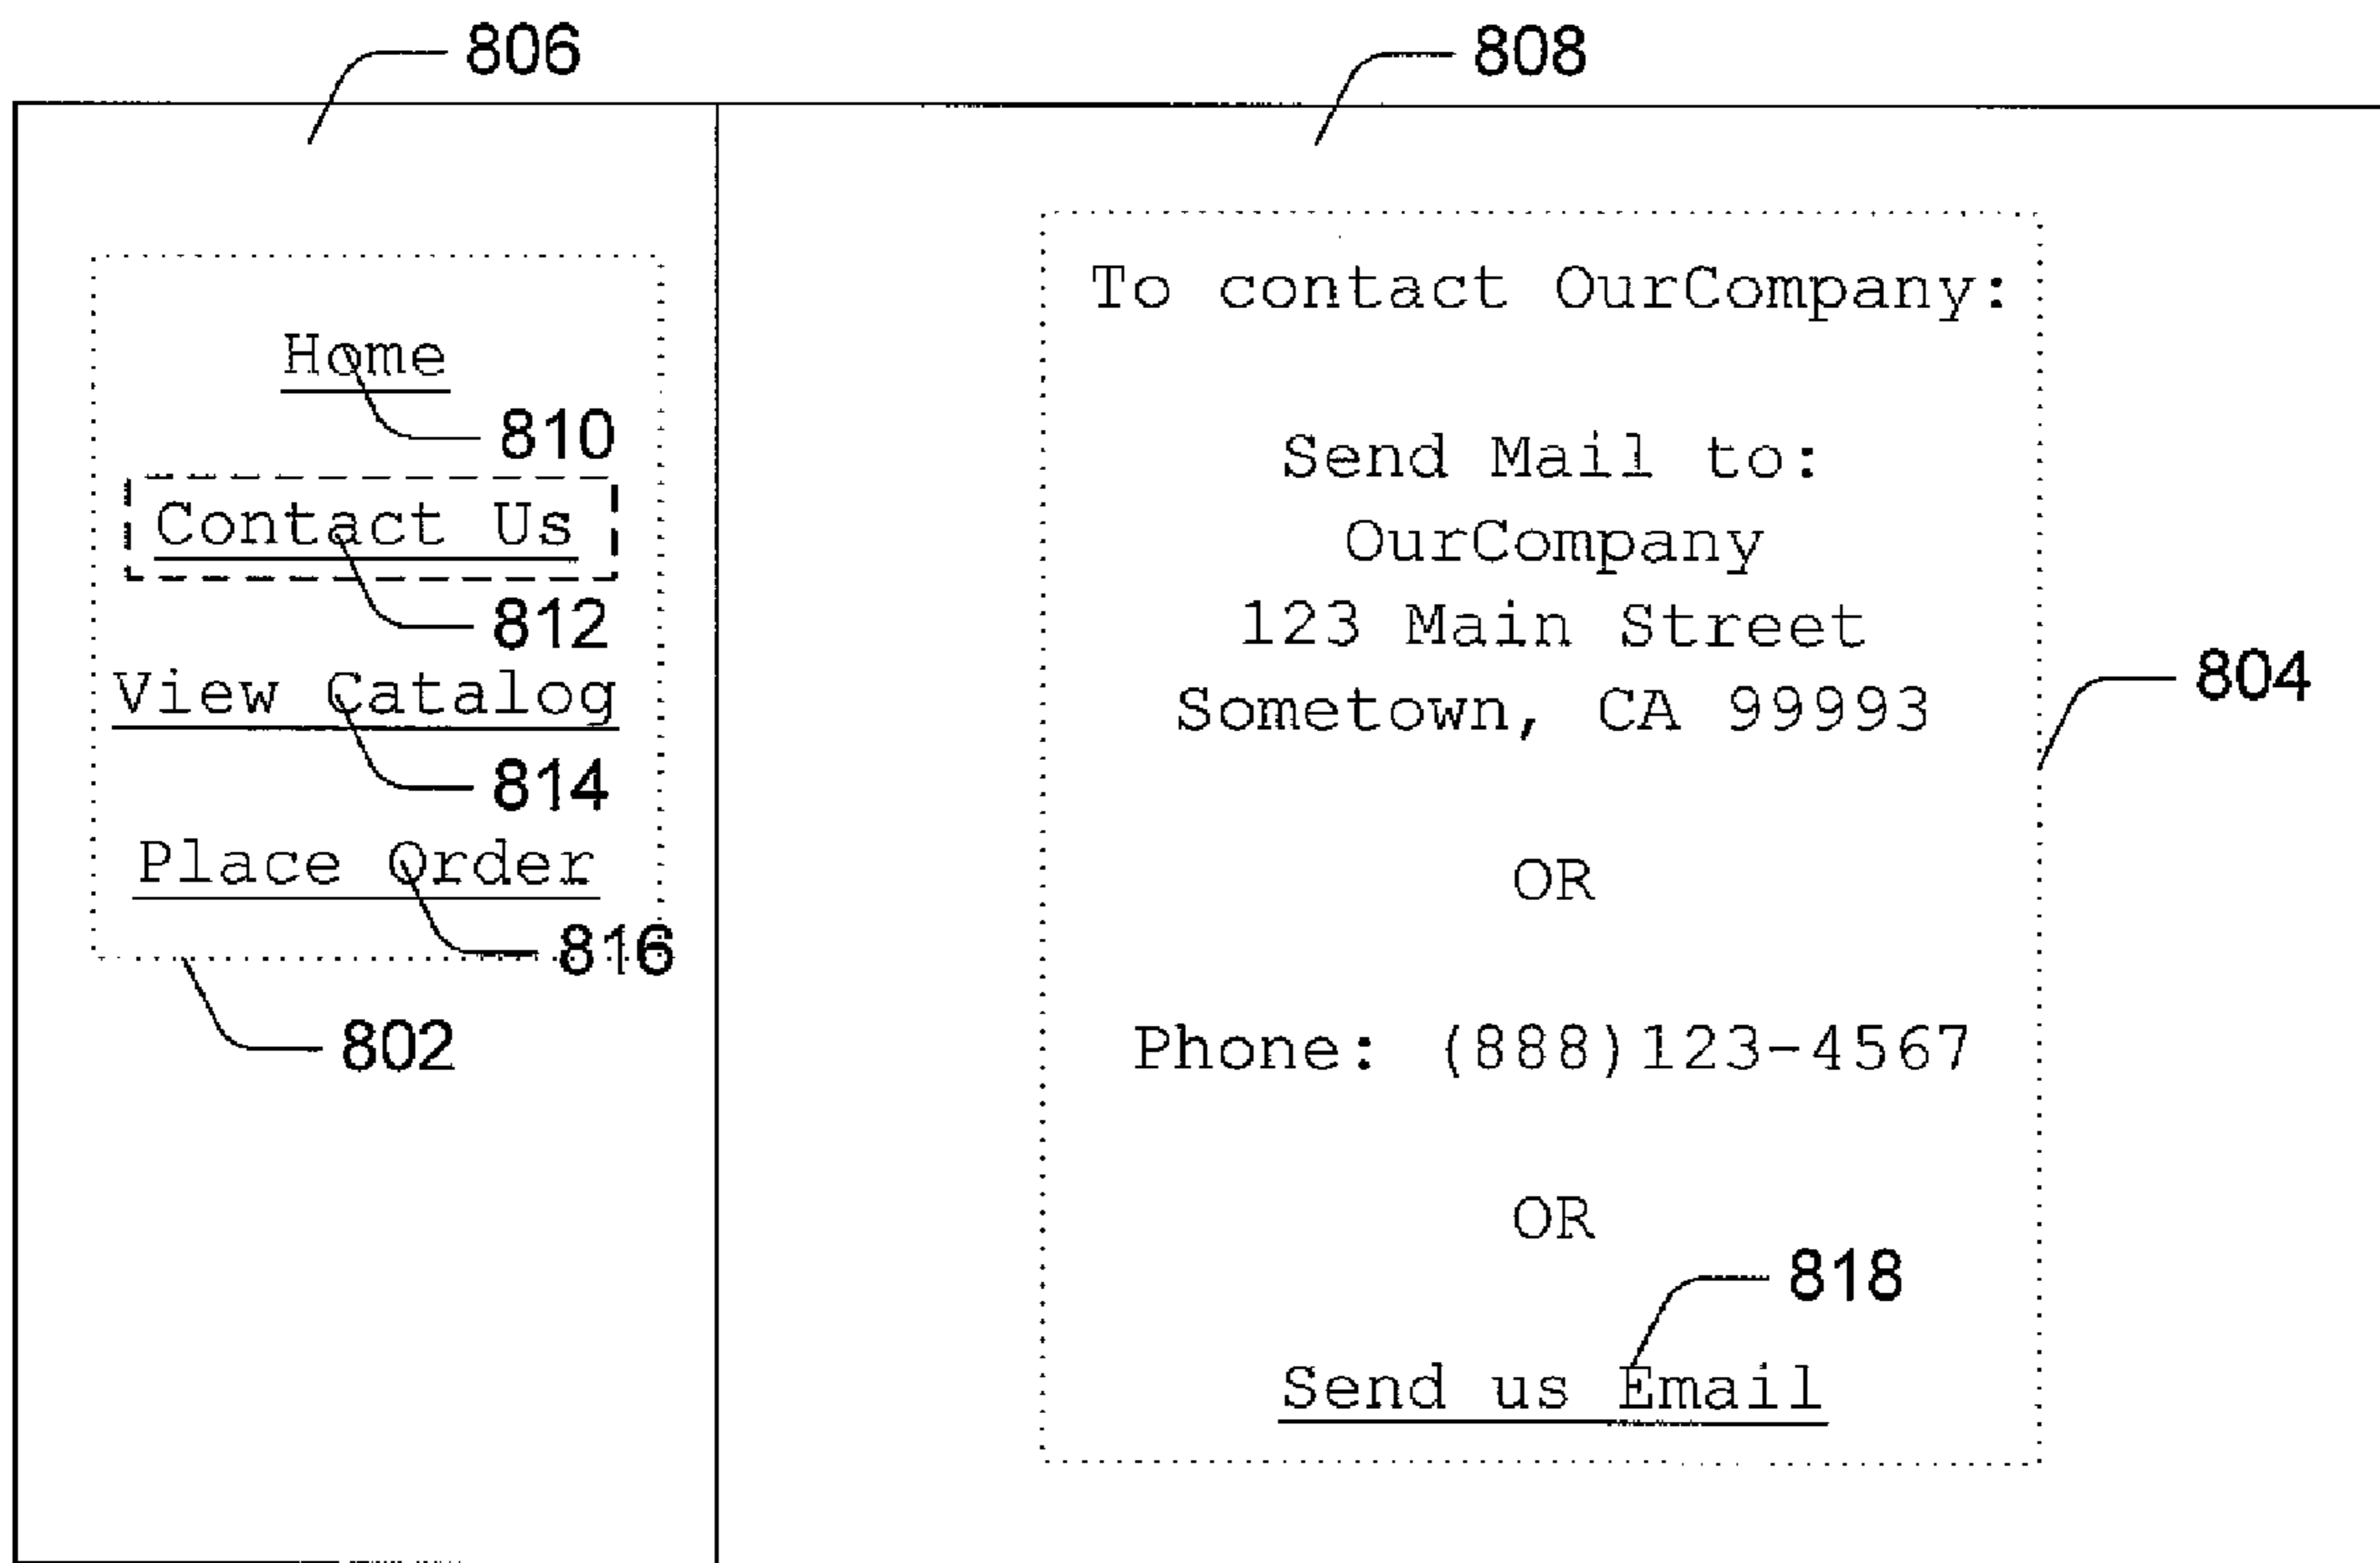 806
808
Home
810
Contact Us
812
View Catalog
814
Place Order
816
802
To contact OurCompany:
Send Mail to:
OurCompany
123 Main Street
Sometown, CA 99993
804
OR
Phone: (888)123-4567
OR
818
Send us Email